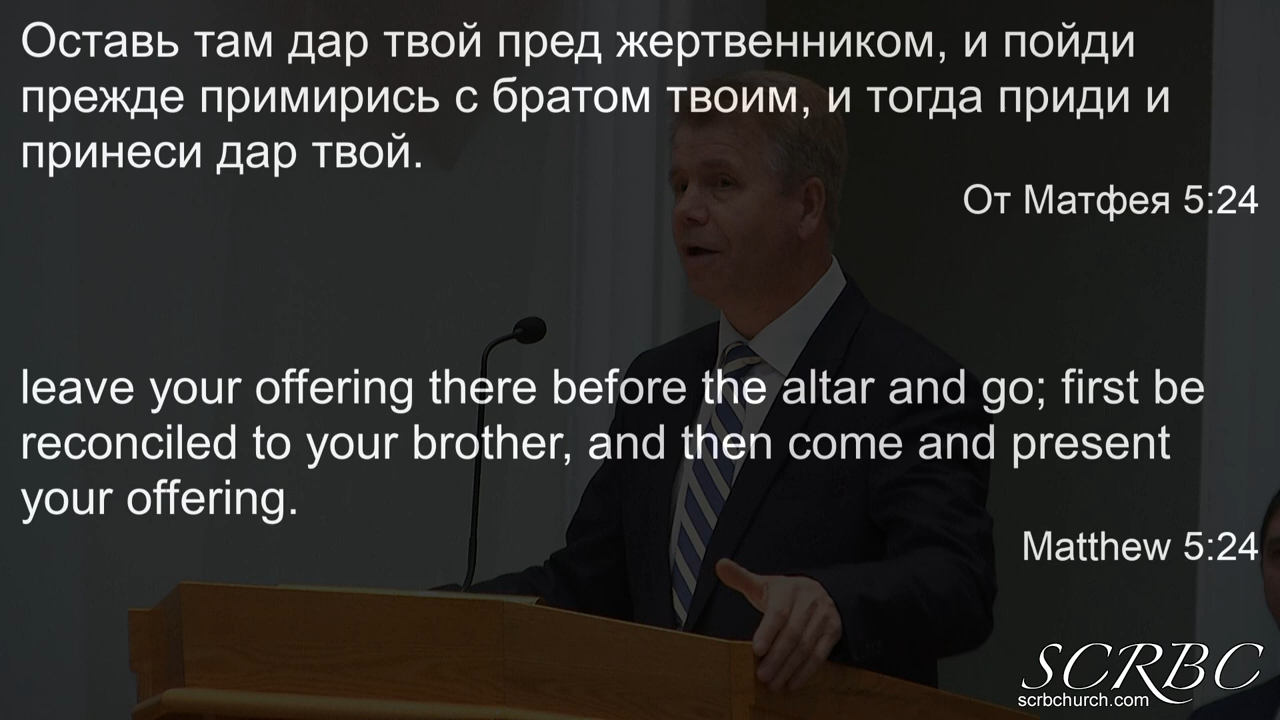 Оставь там дар твой пред жертвенником, и пойди
прежде примирись с братом твоим, и тогда приди и
принеси дар твой.
От Матфея 5:24
leave your offering there before the altar and go; first be
reconciled to your brother, and then come and present
your offering.
Matthew 5:24
SCRBC
scrbchurch.com